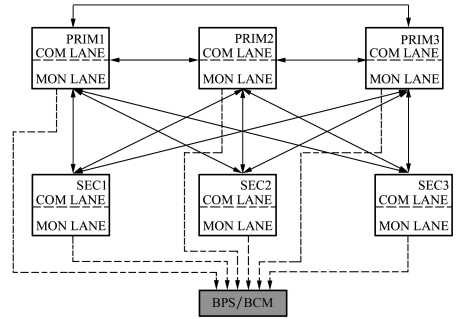 PRIM1
COM LANE
MON LANE
PRIM2
COM LANE
MON LANE
PRIM3
COM LANE
MON LANE
SEC1
COM LANE
MON LANE
SEC2
COM LANE
MON LANE
SEC3
COM LANE
MON LANE
BPS/BCM